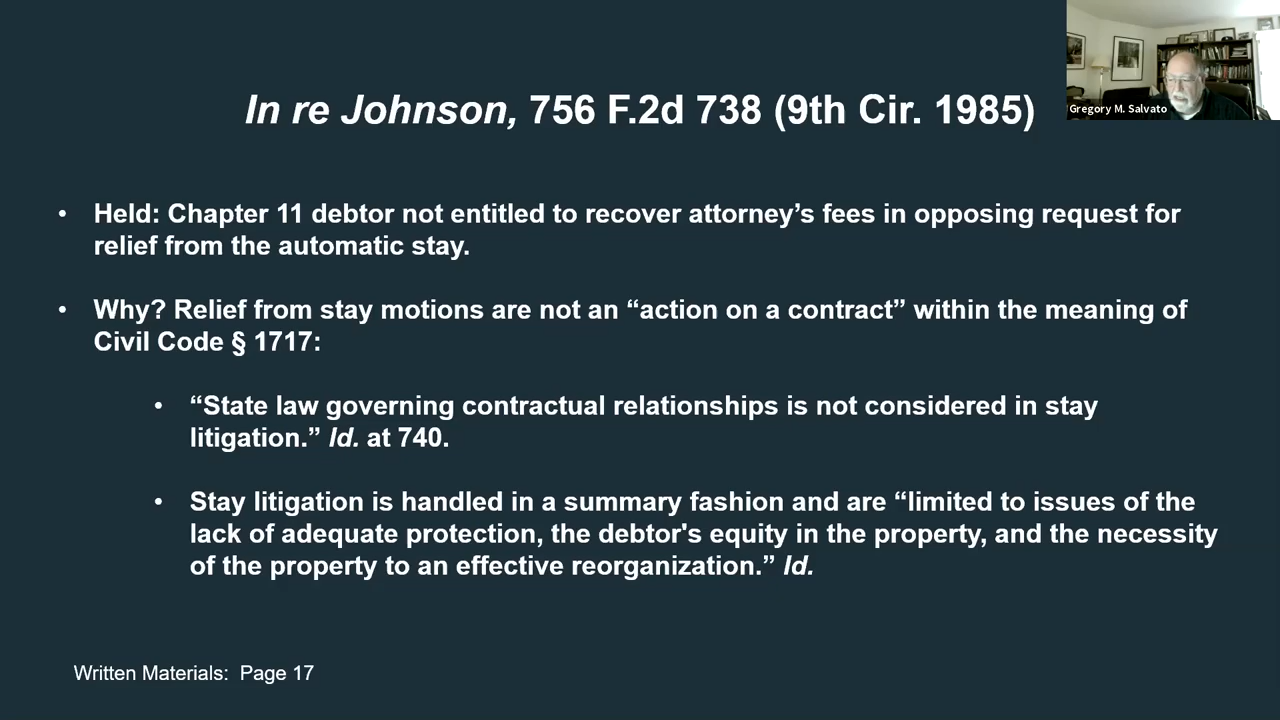 In re Johnson, 756 F.2d 738 (9th Cir. 1985)
Gregory M. Salvato
• Held: Chapter 11 debtor not entitled to recover attorney’s fees in opposing request for
relief from the automatic stay.
• Why? Relief from stay motions are not an “action on a contract” within the meaning of
Civil Code § 1717:
• “State law governing contractual relationships is not considered in stay
litigation.” Id. at 740.
• Stay litigation is handled in a summary fashion and are “limited to issues of the
lack of adequate protection, the debtor's equity in the property, and the necessity
of the property to an effective reorganization.” Id.
Written Materials: Page 17